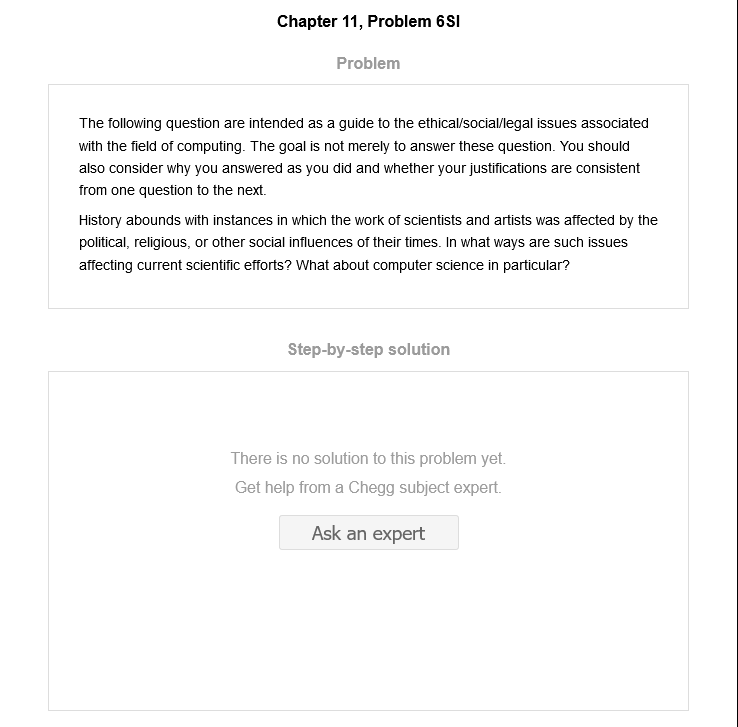 Chapter 11, Problem 6SI
Problem
The following question are intended as a guide to the ethical/social/legal issues associated
with the field of computing. The goal is not merely to answer these question. You should
also consider why you answered as you did and whether your justifications are consistent
from one question to the next.
History abounds with instances in which the work of scientists and artists was affected by the
political, religious, or other social influences of their times. In what ways are such issues
affecting current scientific efforts? What about computer science in particular?
Step-by-step solution
There is no solution to this problem yet.
Get help from a Chegg subject expert.
Ask an expert